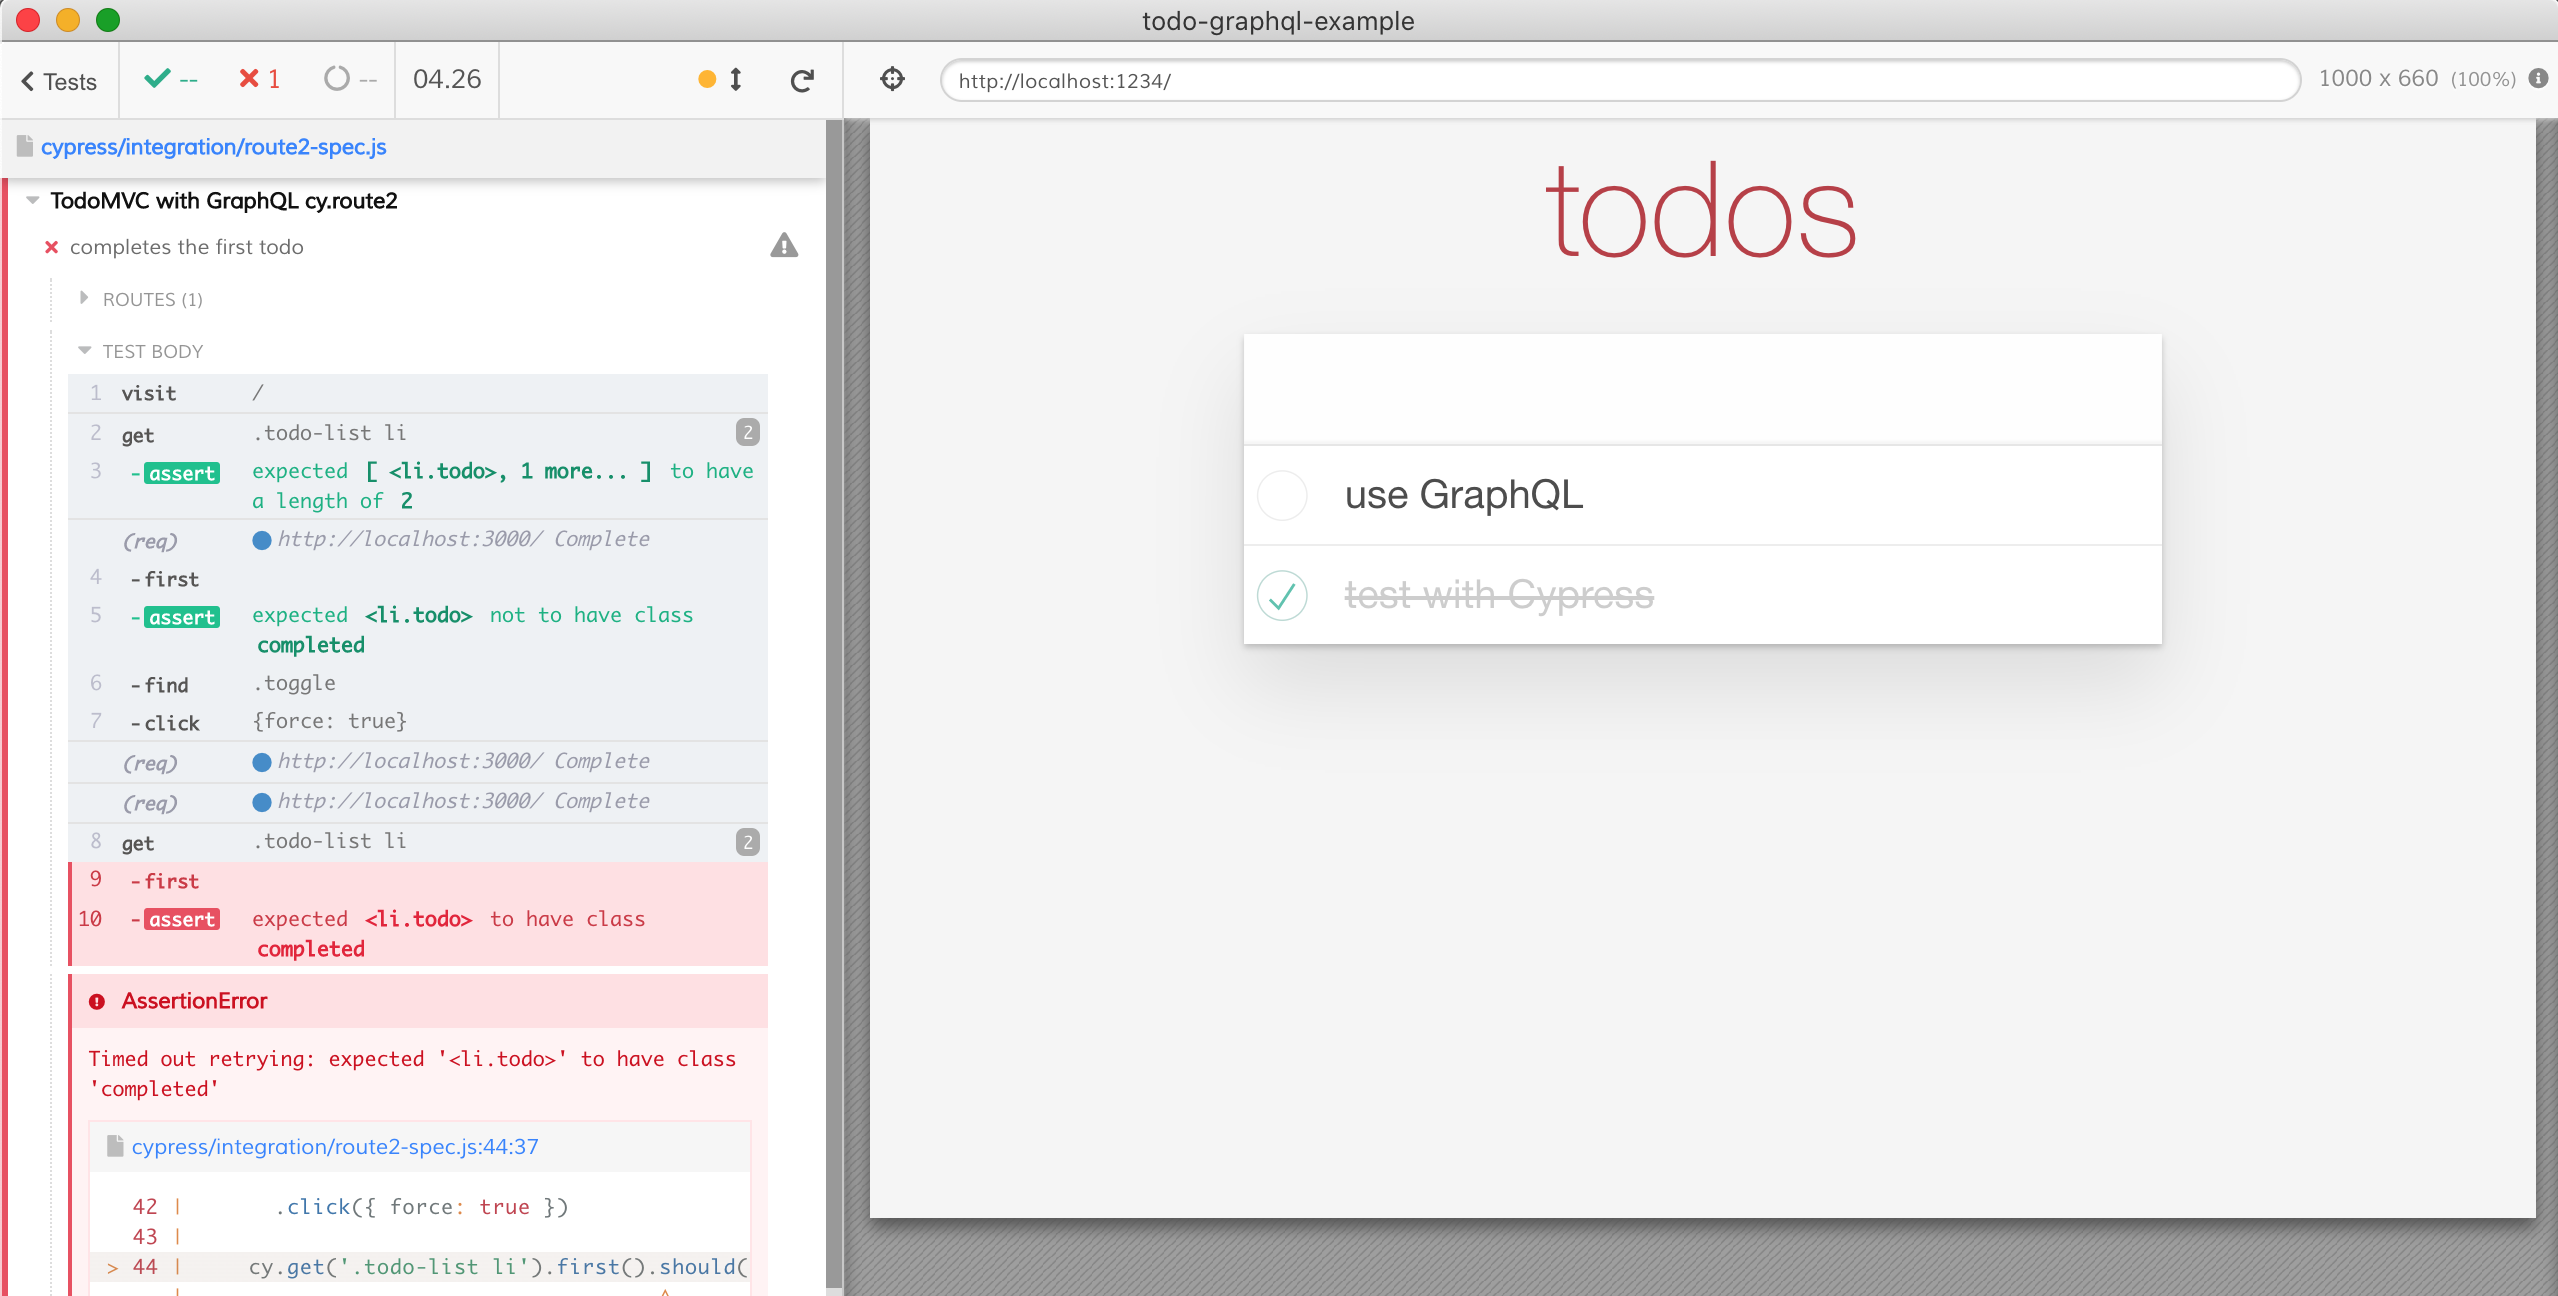 todo-graphql-example
Tests
--
1
--
04.26
http://localhost:1234/
1000 x 660 (100%)
cypress/integration/route2-spec.js
TodoMVC with GraphQL cy.route2
completes the first todo
ROUTES (1)
TEST BODY
1 visit /
2 get .todo-list li 2
3 -assert expected [ <li.todo>, 1 more... ] to have
a length of 2
(req) http://localhost:3000/ Complete
4 -first
5 -assert expected <li.todo> not to have class
completed
6 -find .toggle
7 -click {force: true}
(req) http://localhost:3000/ Complete
(req) http://localhost:3000/ Complete
8 get .todo-list li 2
9 -first
10 -assert expected <li.todo> to have class
completed
AssertionError
Timed out retrying: expected '<li.todo>' to have class
'completed'
cypress/integration/route2-spec.js:44:37
42 | .click({ force: true })
43 |
> 44 | cy.get('.todo-list li').first().should(
| ^
todos
use GraphQL
test with Cypress